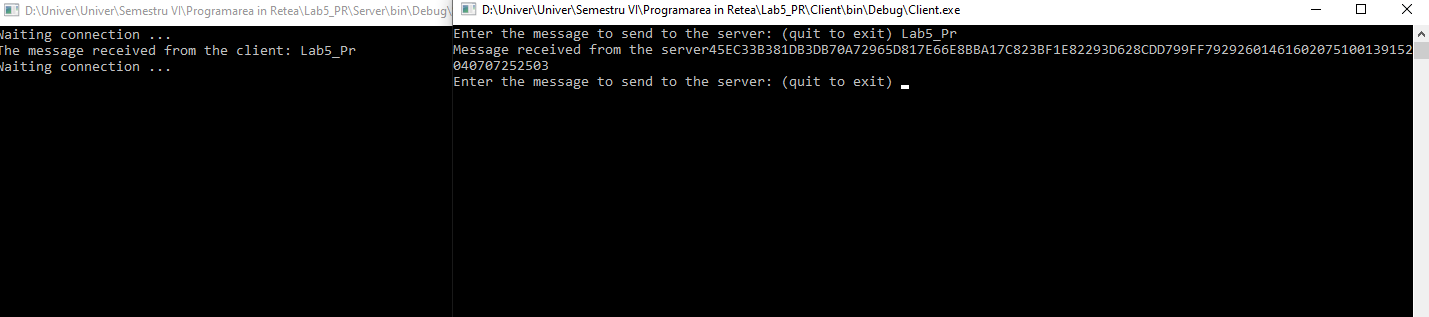 D:\Univer\Univer\Semestru VI\Programarea in Retea\Lab5_PR\Server\bin\Debug\
Waiting connection ...
The message received from the client: Lab5_Pr
Waiting connection ...
D:\Univer\Univer\Semestru VI\Programarea in Retea\Lab5_PR\Client\bin\Debug\Client.exe
Enter the message to send to the server: (quit to exit) Lab5_Pr
Message received from the server45EC33B381DB3DB70A72965D817E66E8BBA17C823BF1E82293D628CDD799FF79292601461602075100139152
040707252503
Enter the message to send to the server: (quit to exit)